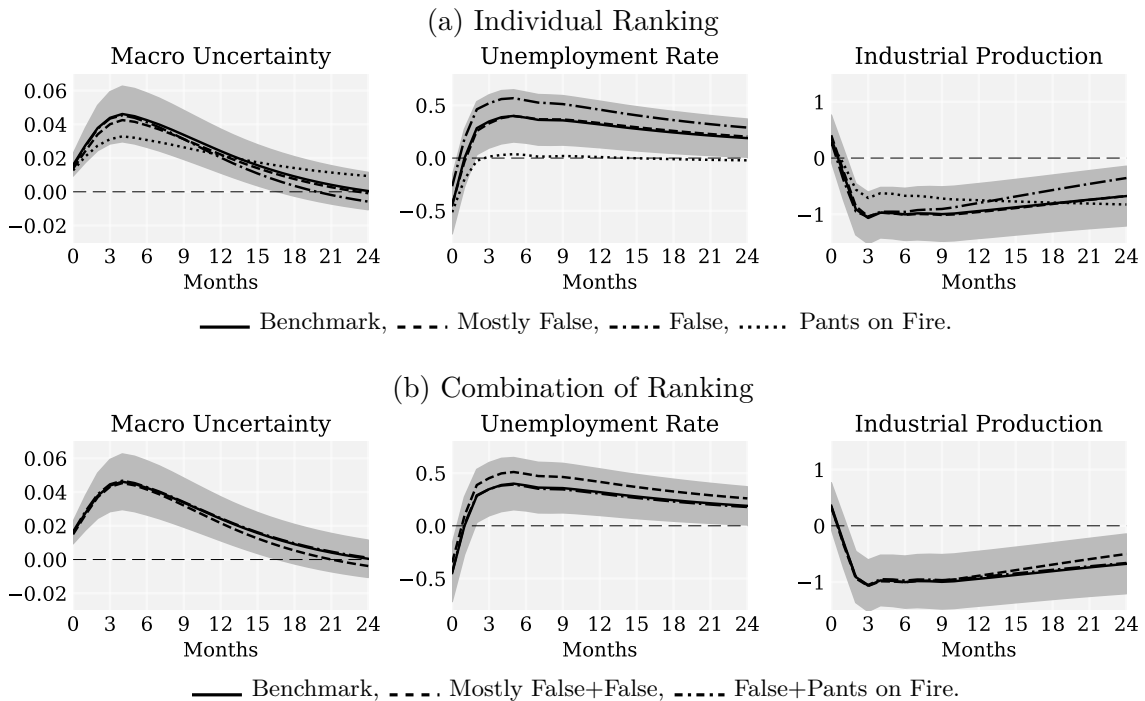 (a) Individual Ranking
Macro Uncertainty
Unemployment Rate
Industrial Production
0.06
0.04
0.02
0.00
−0.02
0 3 6 9 12 15 18 21 24
Months
0.5
0.0
−0.5
0 3 6 9 12 15 18 21 24
Months
1
0
−1
0 3 6 9 12 15 18 21 24
Months
Benchmark, Mostly False, False, Pants on Fire.
(b) Combination of Ranking
Macro Uncertainty
Unemployment Rate
Industrial Production
0.06
0.04
0.02
0.00
−0.02
0 3 6 9 12 15 18 21 24
Months
0.5
0.0
−0.5
0 3 6 9 12 15 18 21 24
Months
1
0
−1
0 3 6 9 12 15 18 21 24
Months
Benchmark, Mostly False+False, False+Pants on Fire.